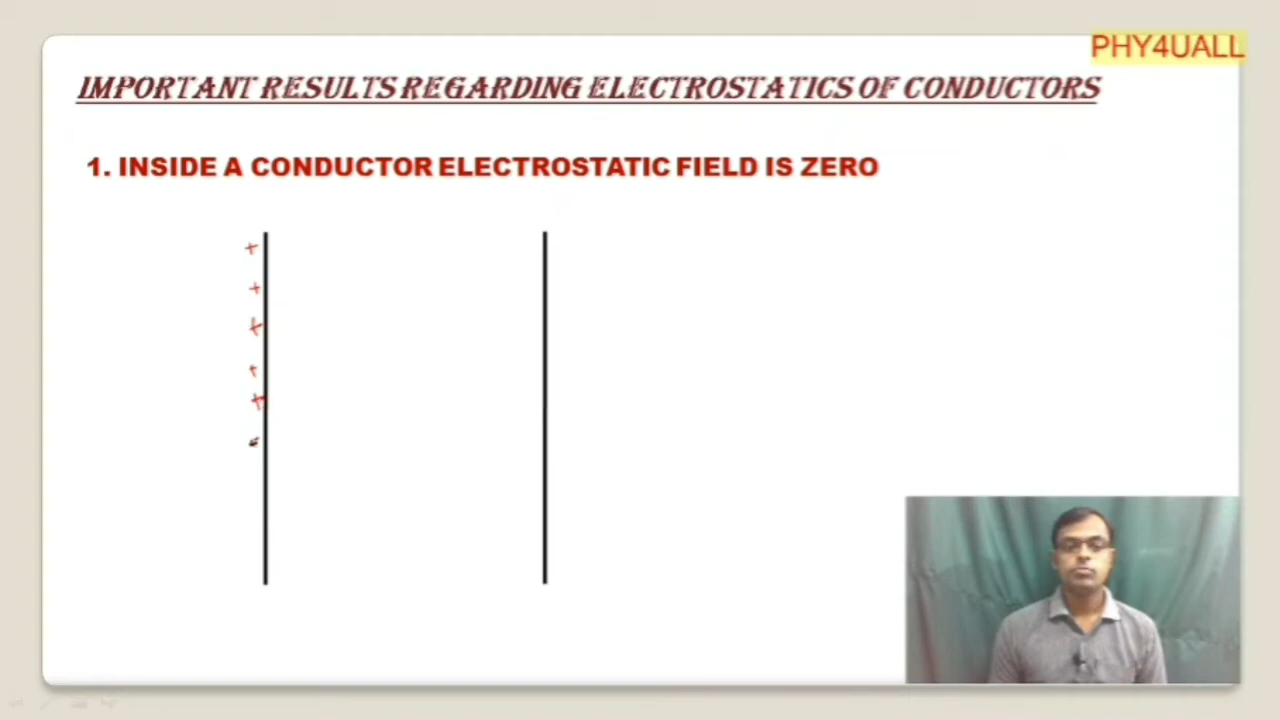 PHY4UALL
IMPORTANT RESULTS REGARDING ELECTROSTATICS OF CONDUCTORS
1. INSIDE A CONDUCTOR ELECTROSTATIC FIELD IS ZERO
+
+
+
+
+